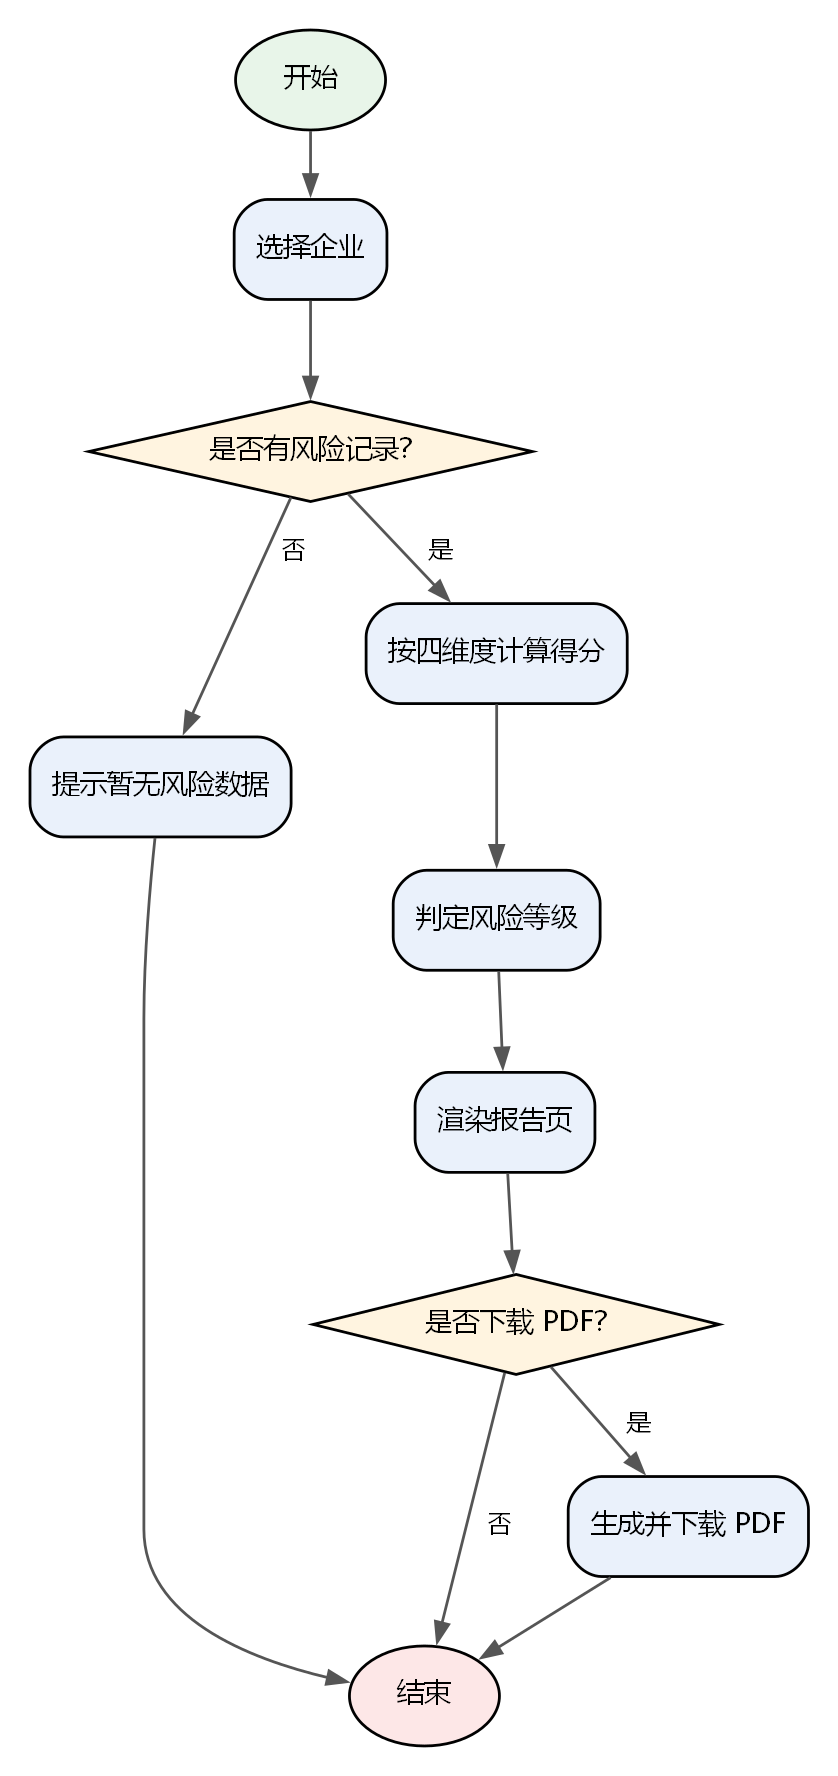 开始
选择企业
是否有风险记录?
否
是
按四维度计算得分
提示暂无风险数据
判定风险等级
渲染报告页
是否下载 PDF?
是
否
生成并下载 PDF
结束